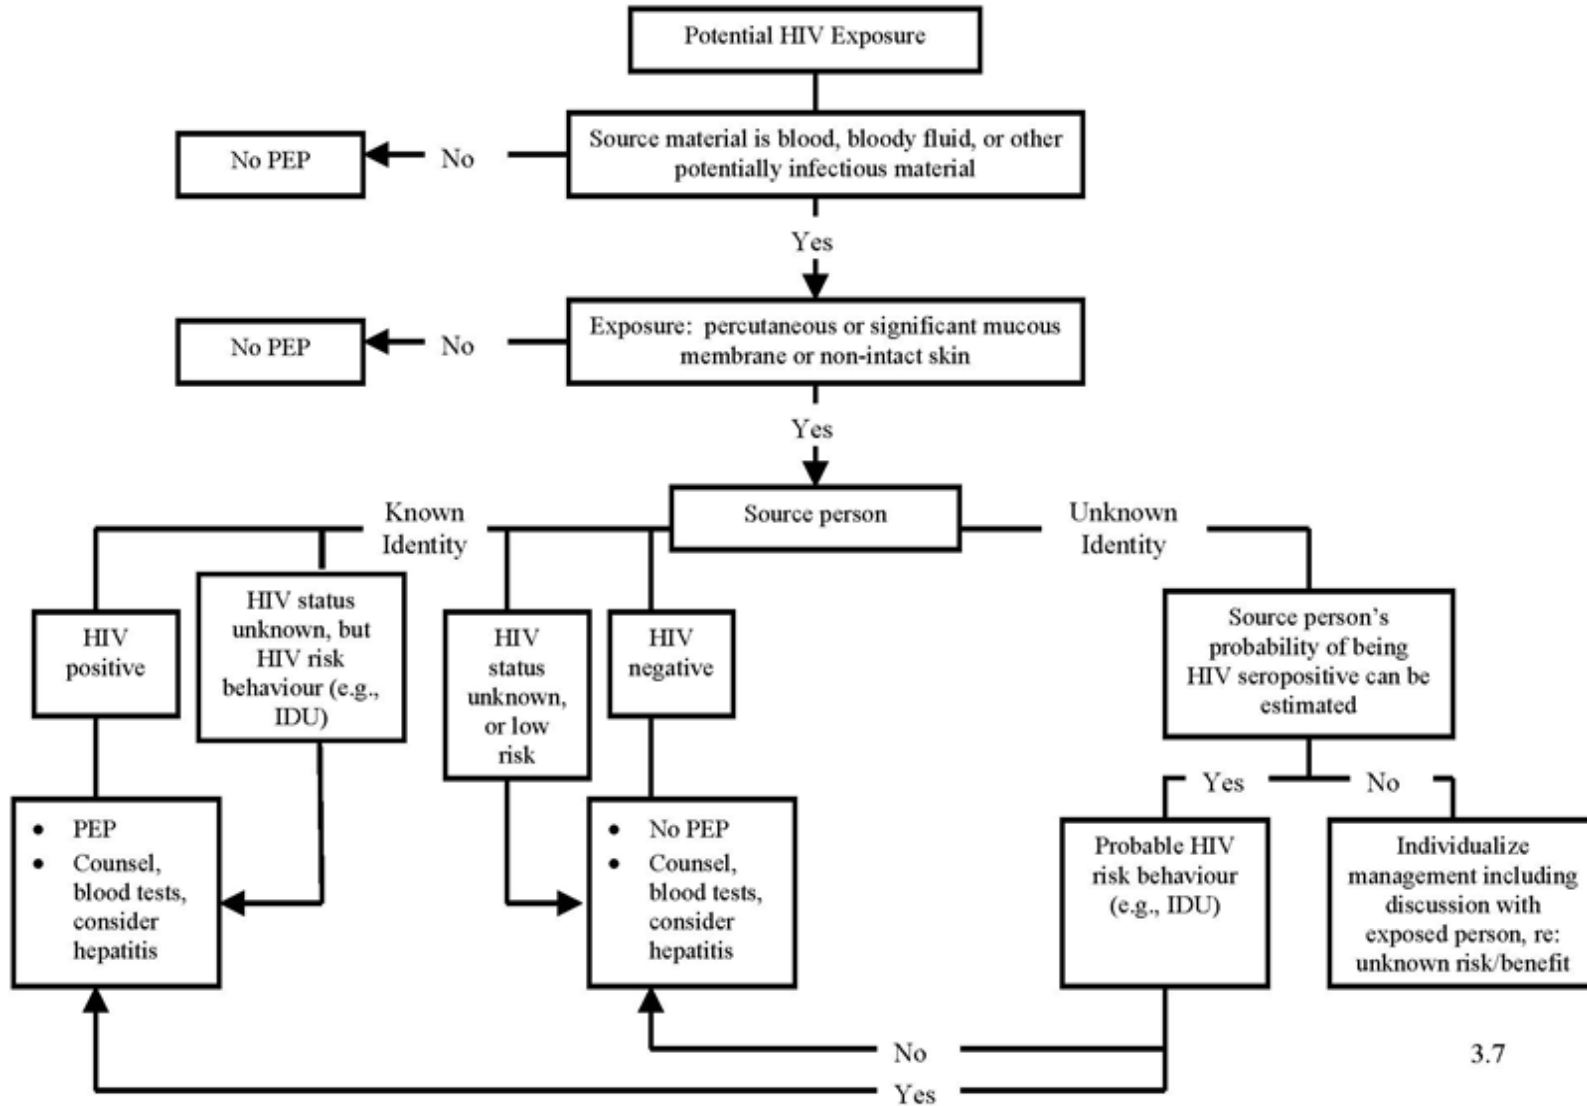 Potential HIV Exposure
Source material is blood, bloody fluid, or other
potentially infectious material
No
No PEP
Yes
Exposure: percutaneous or significant mucous
membrane or non-intact skin
No
No PEP
Yes
Source person
Known
Identity
Unknown
Identity
HIV
positive
HIV status
unknown, but
HIV risk
behaviour (e.g.,
IDU)
HIV
status
unknown,
or low
risk
HIV
negative
Source person's
probability of being
HIV seropositive can be
estimated
Yes
No
• PEP
• Counsel,
blood tests,
consider
hepatitis
• No PEP
• Counsel,
blood tests,
consider
hepatitis
Probable HIV
risk behaviour
(e.g., IDU)
Individualize
management including
discussion with
exposed person, re:
unknown risk/benefit
No
Yes
3.7